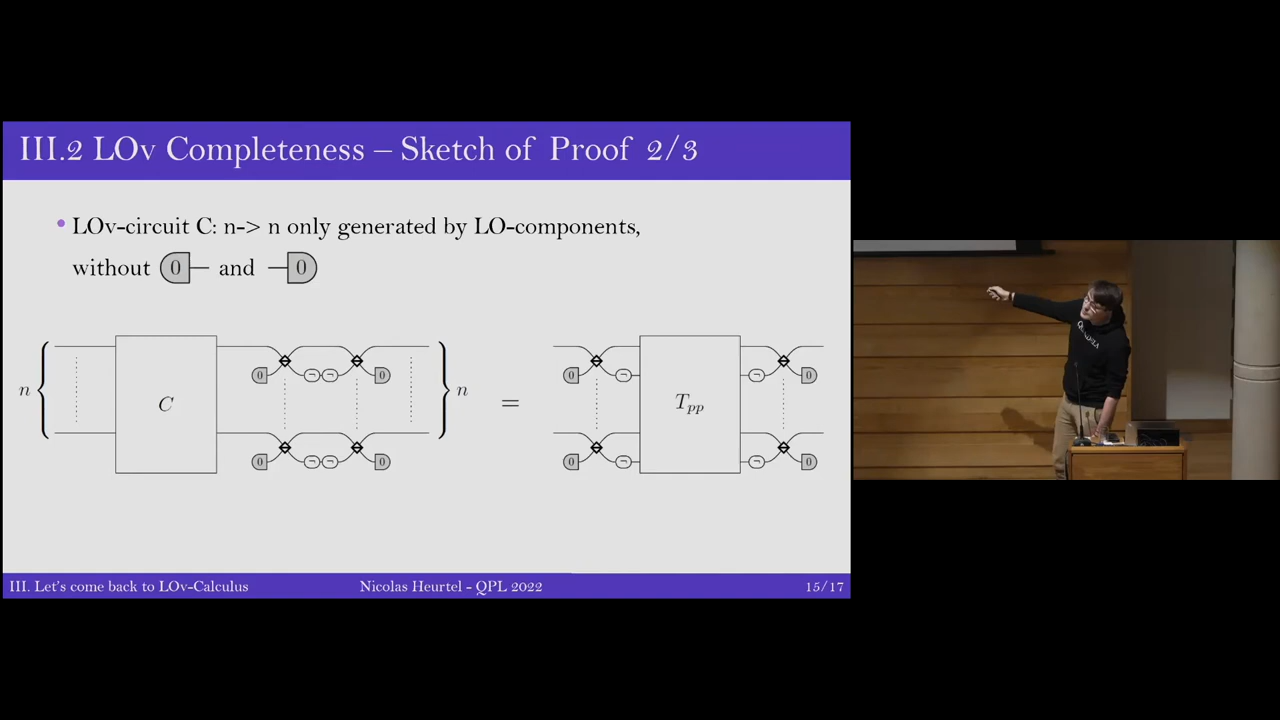 III.2 LOv Completeness – Sketch of Proof 2/3
• LOv-circuit C: n-> n only generated by LO-components,
without 0 and 0
n C 0 ¬ ¬ 0 n = 0 ¬ T_pp ¬ 0
0 ¬ ¬ 0 0 ¬ ¬ 0
III. Let's come back to LOv-Calculus Nicolas Heurtel - QPL 2022 15/17
QUANDELA